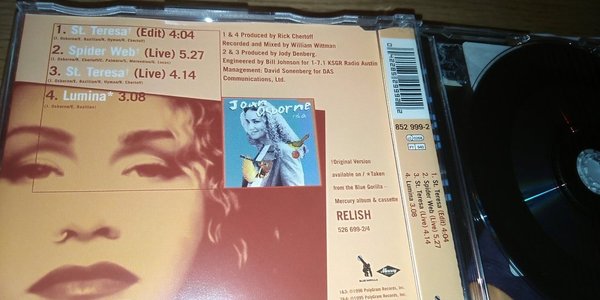 1. St. Teresa† (Edit) 4:04
2. Spider Web† (Live) 5.27
3. St. Teresa† (Live) 4.14
4. Lumina* 3.08
(J. Osborne/E. Bazilian)
1 & 4 Produced by Rick Chertoff
Recorded and Mixed by William Wittman
2 & 3 Produced by Jody Denberg.
Engineered by Bill Johnson for 1-7.1 KSGR Radio Austin
Management: David Sonenberg for DAS
Communications, Ltd.
Joan
Osborne
†Original Version
available on / *Taken
from the Blue Gorilla -
Mercury album & cassette
RELISH
526 699-2/4
BLUE GORILLA
Mercury
852 999-2
1. St. Teresa (Edit) 4:04
2. Spider Web (Live) 5.27
3. St. Teresa (Live) 4.14
4. Lumina 3.08